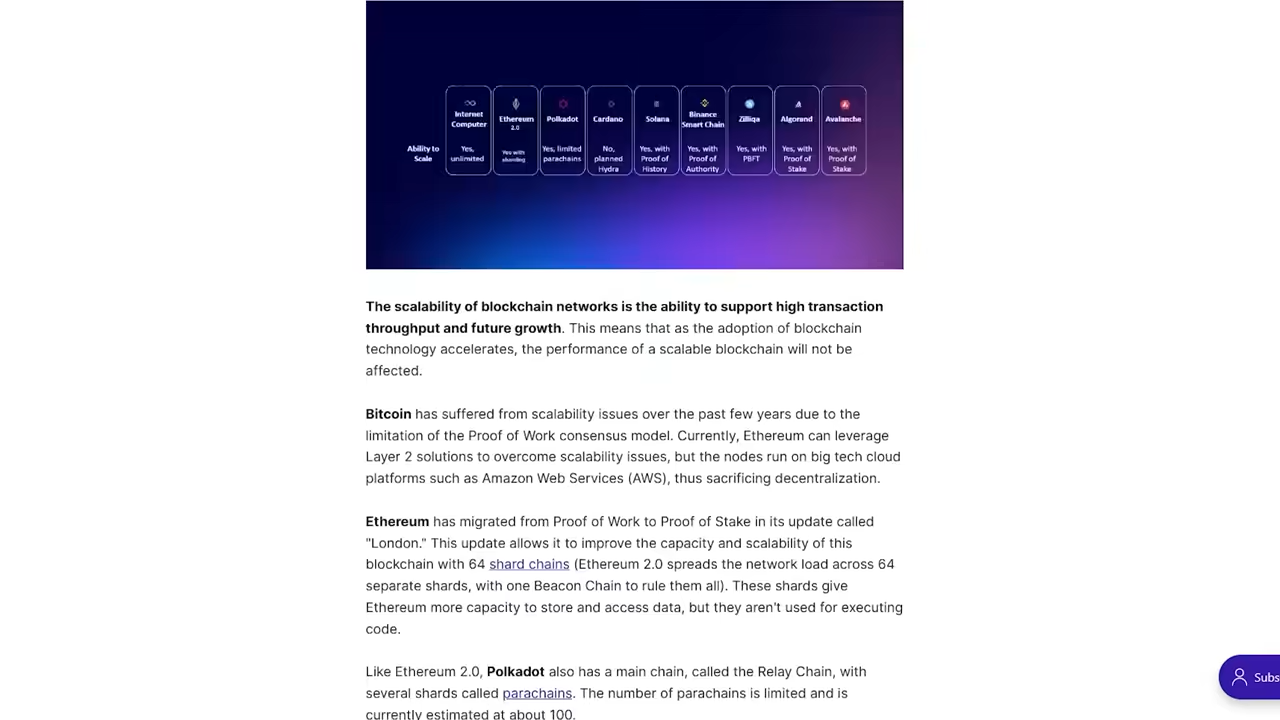 Internet Computer
Ethereum 2.0
Polkadot
Cardano
Solana
Binance Smart Chain
Zilliqa
Algorand
Avalanche
Ability to Scale
Yes, unlimited
Yes with sharding
Yes, limited parachains
No, planned Hydra
Yes, with Proof of History
Yes, with Proof of Authority
Yes, with PBFT
Yes, with Proof of Stake
Yes, with Proof of Stake
The scalability of blockchain networks is the ability to support high transaction
throughput and future growth. This means that as the adoption of blockchain
technology accelerates, the performance of a scalable blockchain will not be
affected.
Bitcoin has suffered from scalability issues over the past few years due to the
limitation of the Proof of Work consensus model. Currently, Ethereum can leverage
Layer 2 solutions to overcome scalability issues, but the nodes run on big tech cloud
platforms such as Amazon Web Services (AWS), thus sacrificing decentralization.
Ethereum has migrated from Proof of Work to Proof of Stake in its update called
"London." This update allows it to improve the capacity and scalability of this
blockchain with 64 shard chains (Ethereum 2.0 spreads the network load across 64
separate shards, with one Beacon Chain to rule them all). These shards give
Ethereum more capacity to store and access data, but they aren't used for executing
code.
Like Ethereum 2.0, Polkadot also has a main chain, called the Relay Chain, with
several shards called parachains. The number of parachains is limited and is
currently estimated at about 100.
Subs